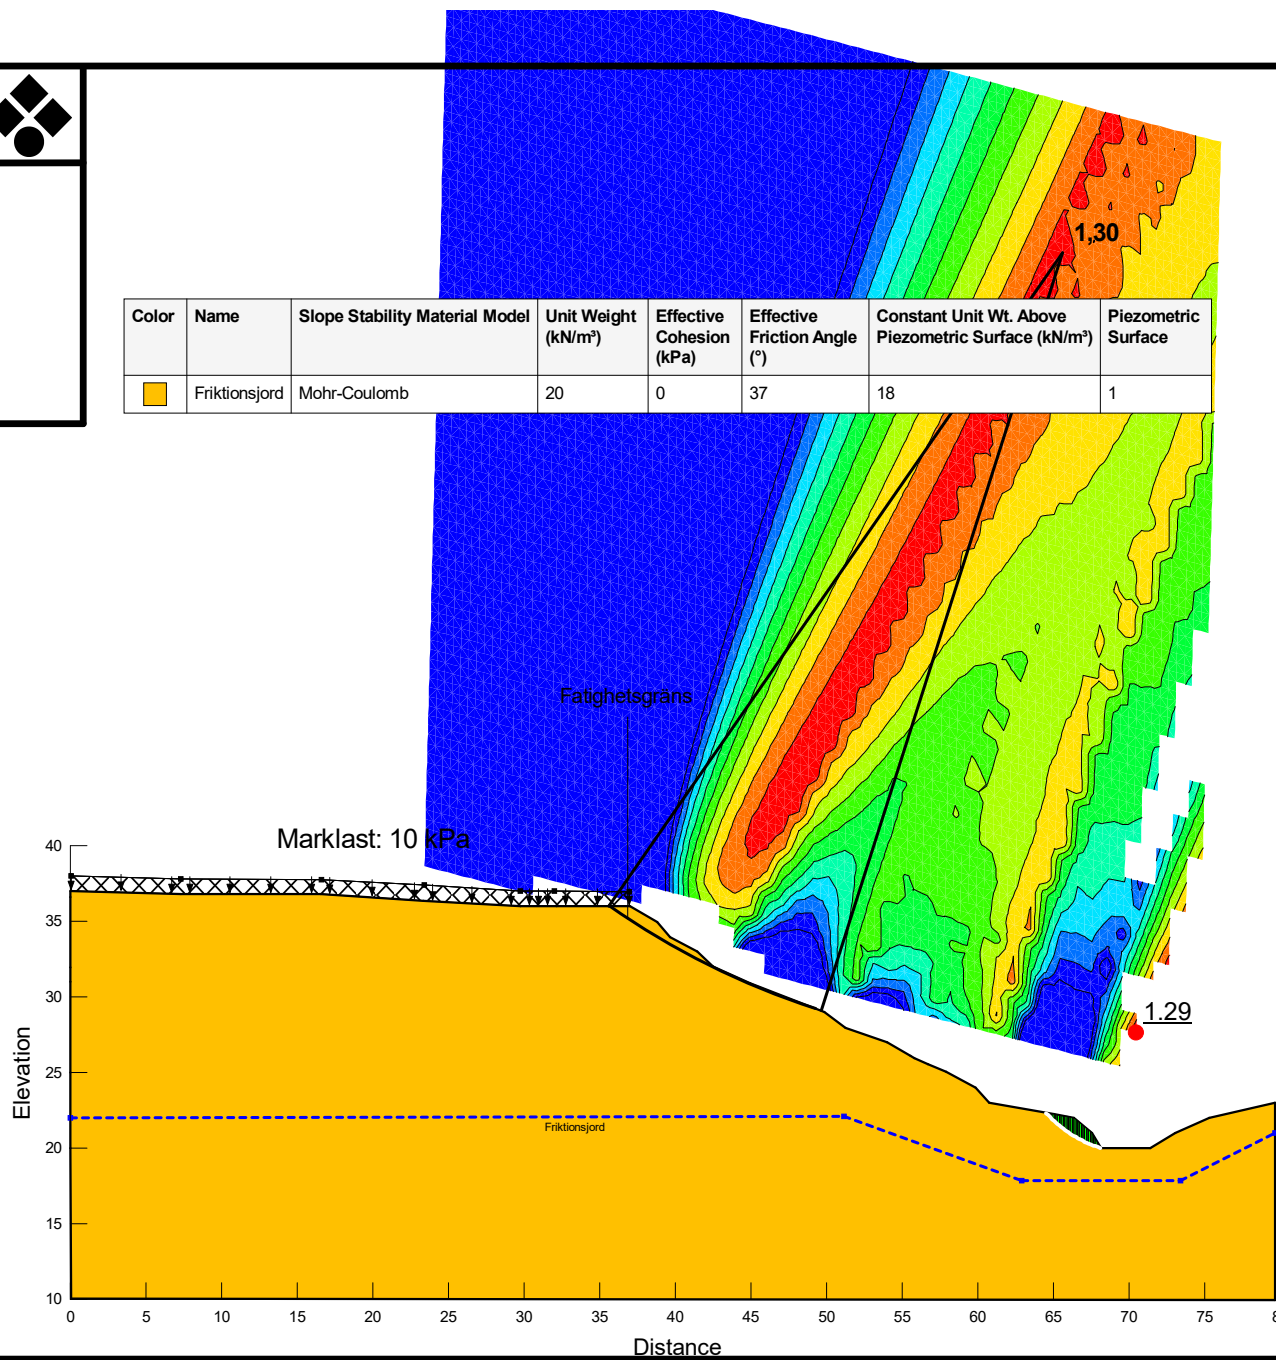 1,30
Color Name Slope Stability Material Model Unit Weight (kN/m³) Effective Cohesion (kPa) Effective Friction Angle (°) Constant Unit Wt. Above Piezometric Surface (kN/m³) Piezometric Surface
Friktionsjord Mohr-Coulomb 20 0 37 18 1
Fatighetsgräns
Marklast: 10 kPa
1.29
Friktionsjord
40
35
30
25
20
15
10
Elevation
0 5 10 15 20 25 30 35 40 45 50 55 60 65 70 75
Distance